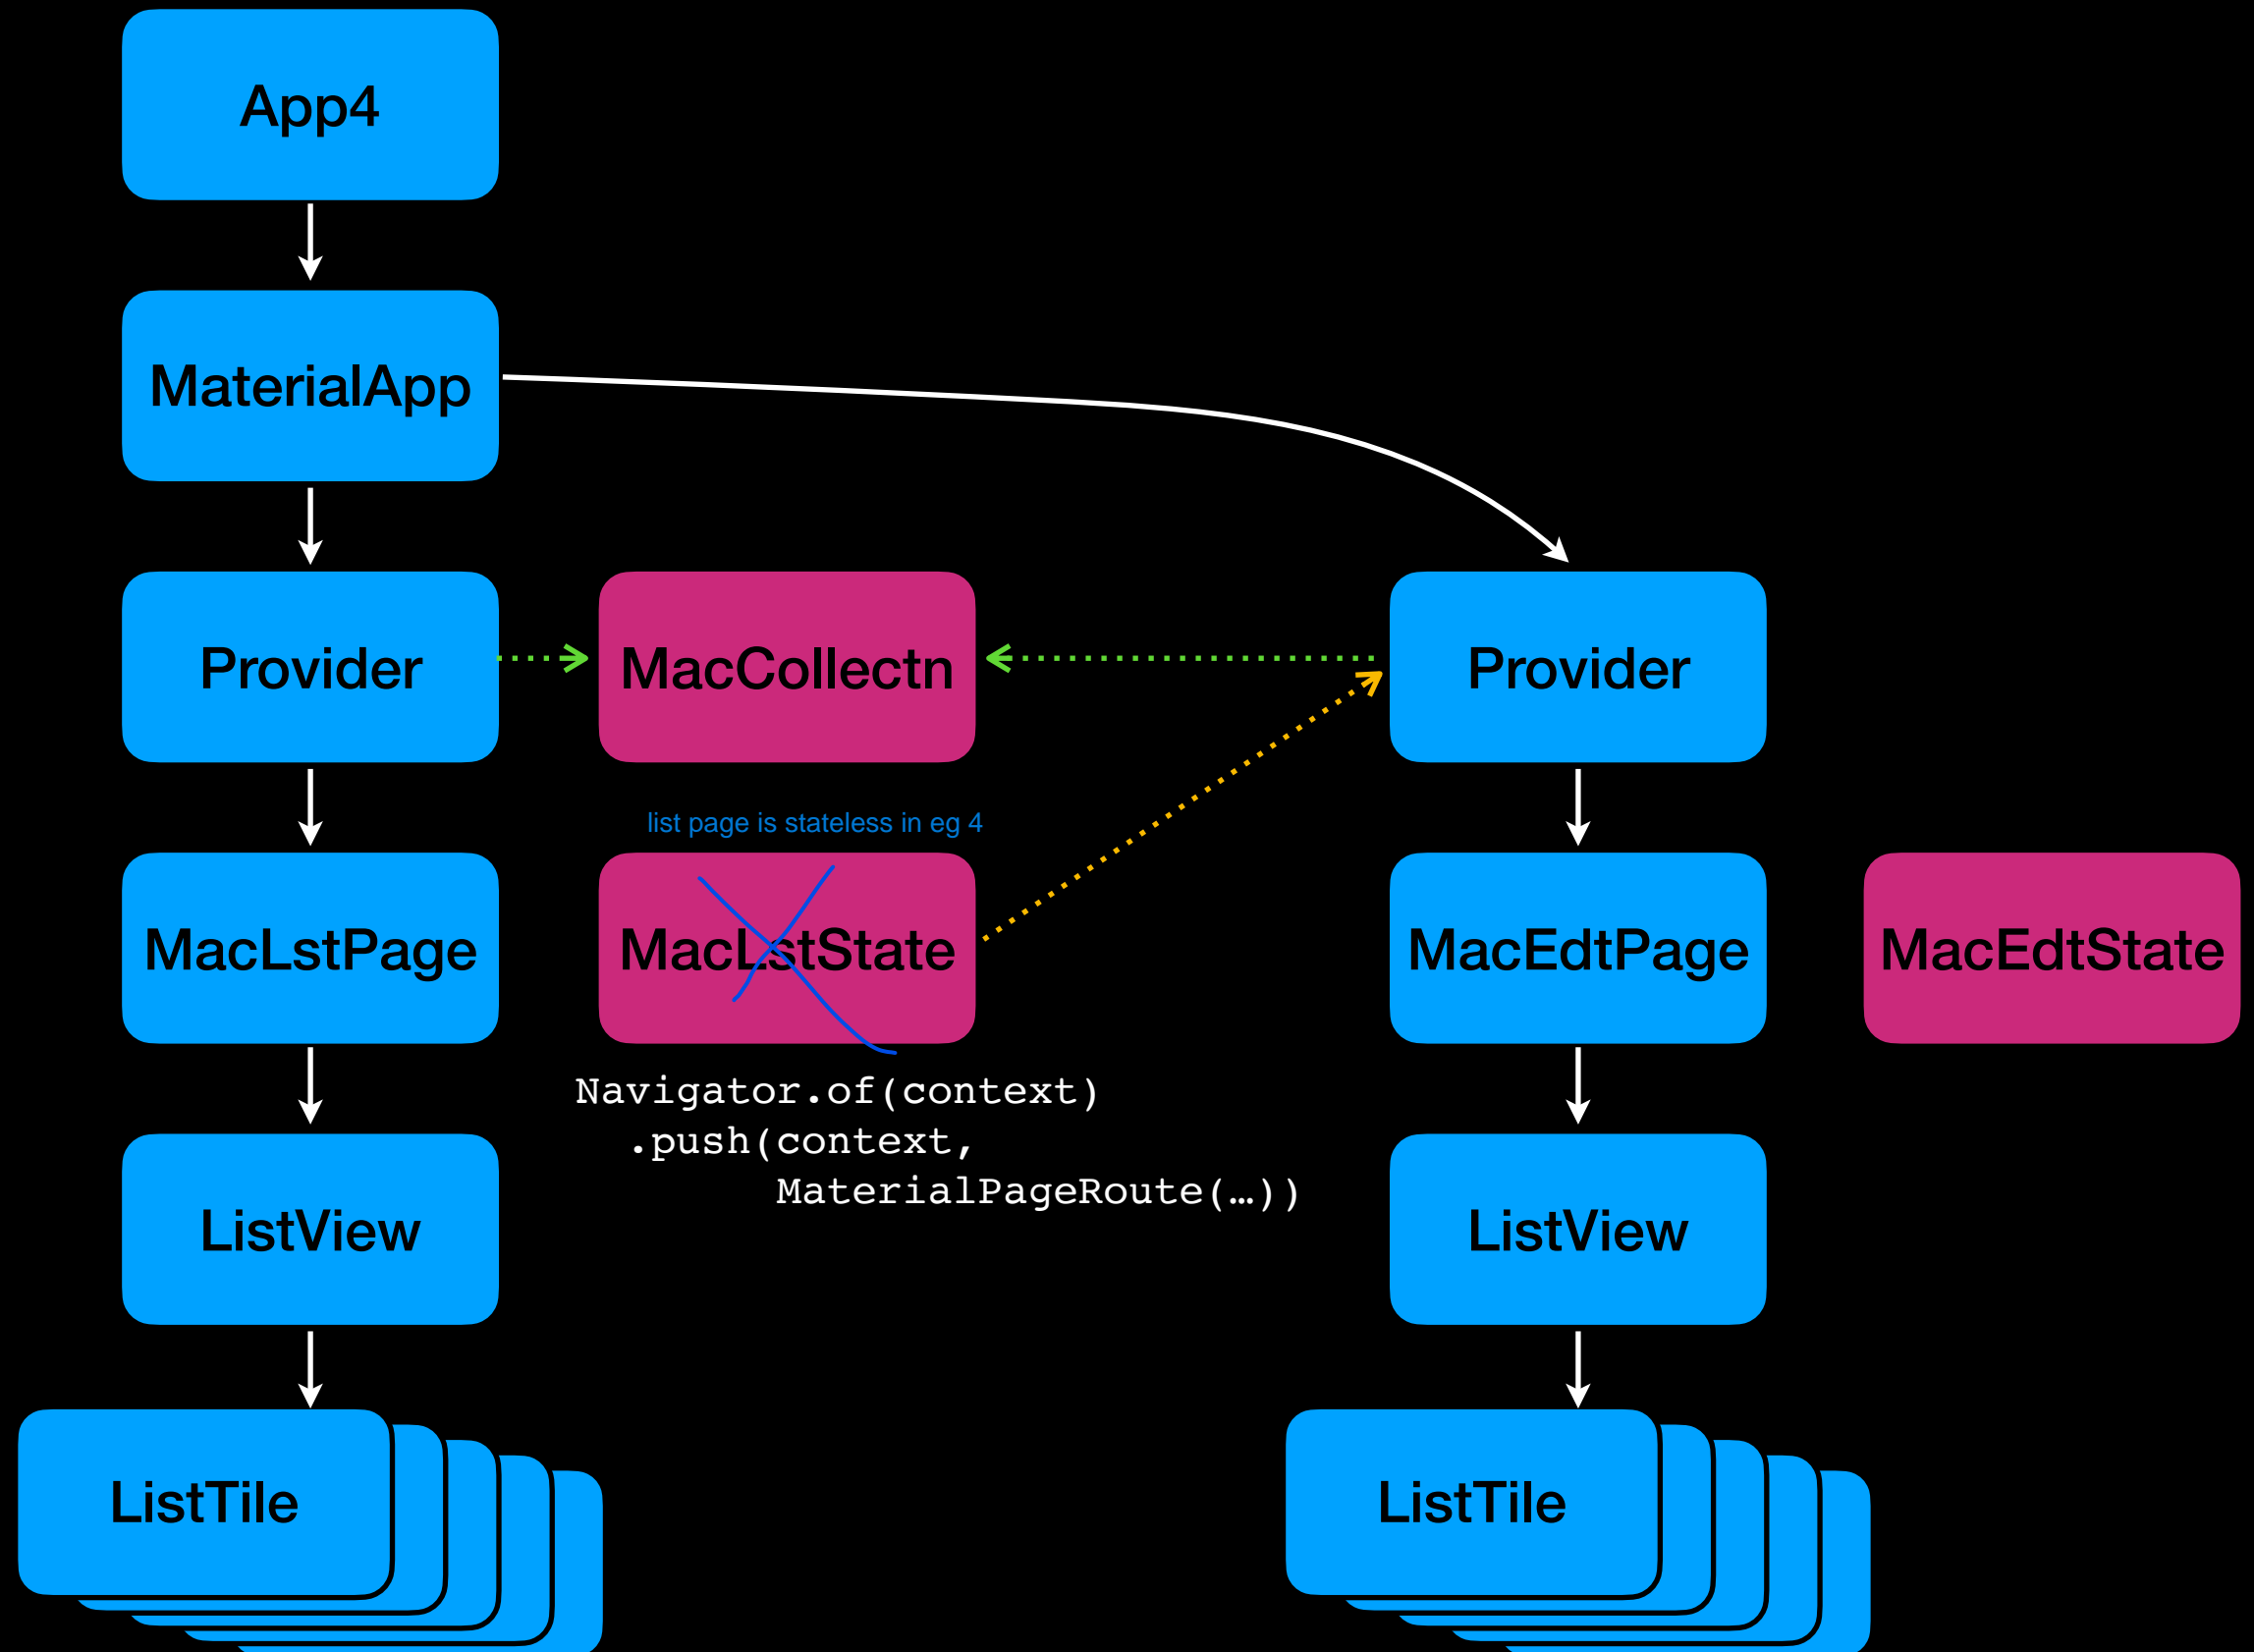 App4
MaterialApp
Provider
MacCollectn
Provider
list page is stateless in eg 4
MacLstPage
MacLstState
MacEdtPage
MacEdtState
Navigator.of(context)
.push(context,
MaterialPageRoute(…))
ListView
ListView
ListTile
ListTile